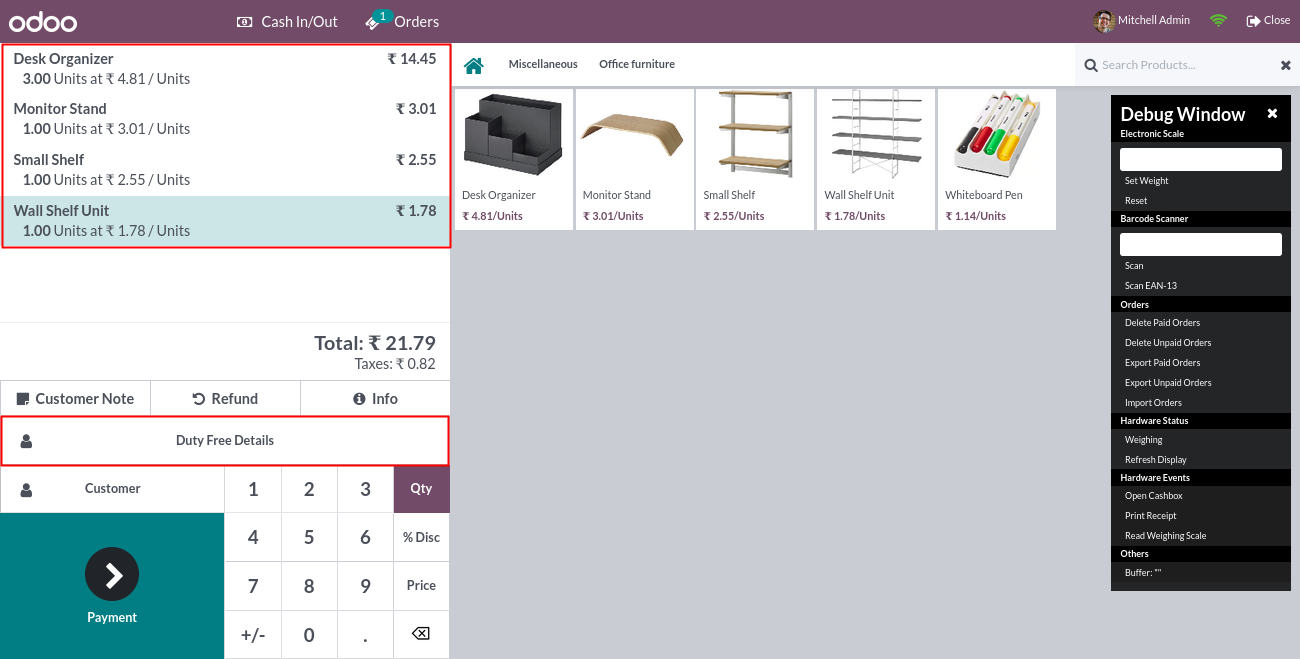 odoo
Cash In/Out
1
Orders
Mitchell Admin
Close
Desk Organizer ₹ 14.45
3.00 Units at ₹ 4.81 / Units
Monitor Stand ₹ 3.01
1.00 Units at ₹ 3.01 / Units
Small Shelf ₹ 2.55
1.00 Units at ₹ 2.55 / Units
Wall Shelf Unit ₹ 1.78
1.00 Units at ₹ 1.78 / Units
Total: ₹ 21.79
Taxes: ₹ 0.82
Customer Note Refund Info
Duty Free Details
Customer
Payment
1 2 3 Qty
4 5 6 % Disc
7 8 9 Price
+/- 0 .
Miscellaneous Office furniture
Search Products...
Desk Organizer
₹ 4.81/Units
Monitor Stand
₹ 3.01/Units
Small Shelf
₹ 2.55/Units
Wall Shelf Unit
₹ 1.78/Units
Whiteboard Pen
₹ 1.14/Units
Debug Window
Electronic Scale
Set Weight
Reset
Barcode Scanner
Scan
Scan EAN-13
Orders
Delete Paid Orders
Delete Unpaid Orders
Export Paid Orders
Export Unpaid Orders
Import Orders
Hardware Status
Weighing
Refresh Display
Hardware Events
Open Cashbox
Print Receipt
Read Weighing Scale
Others
Buffer: ""